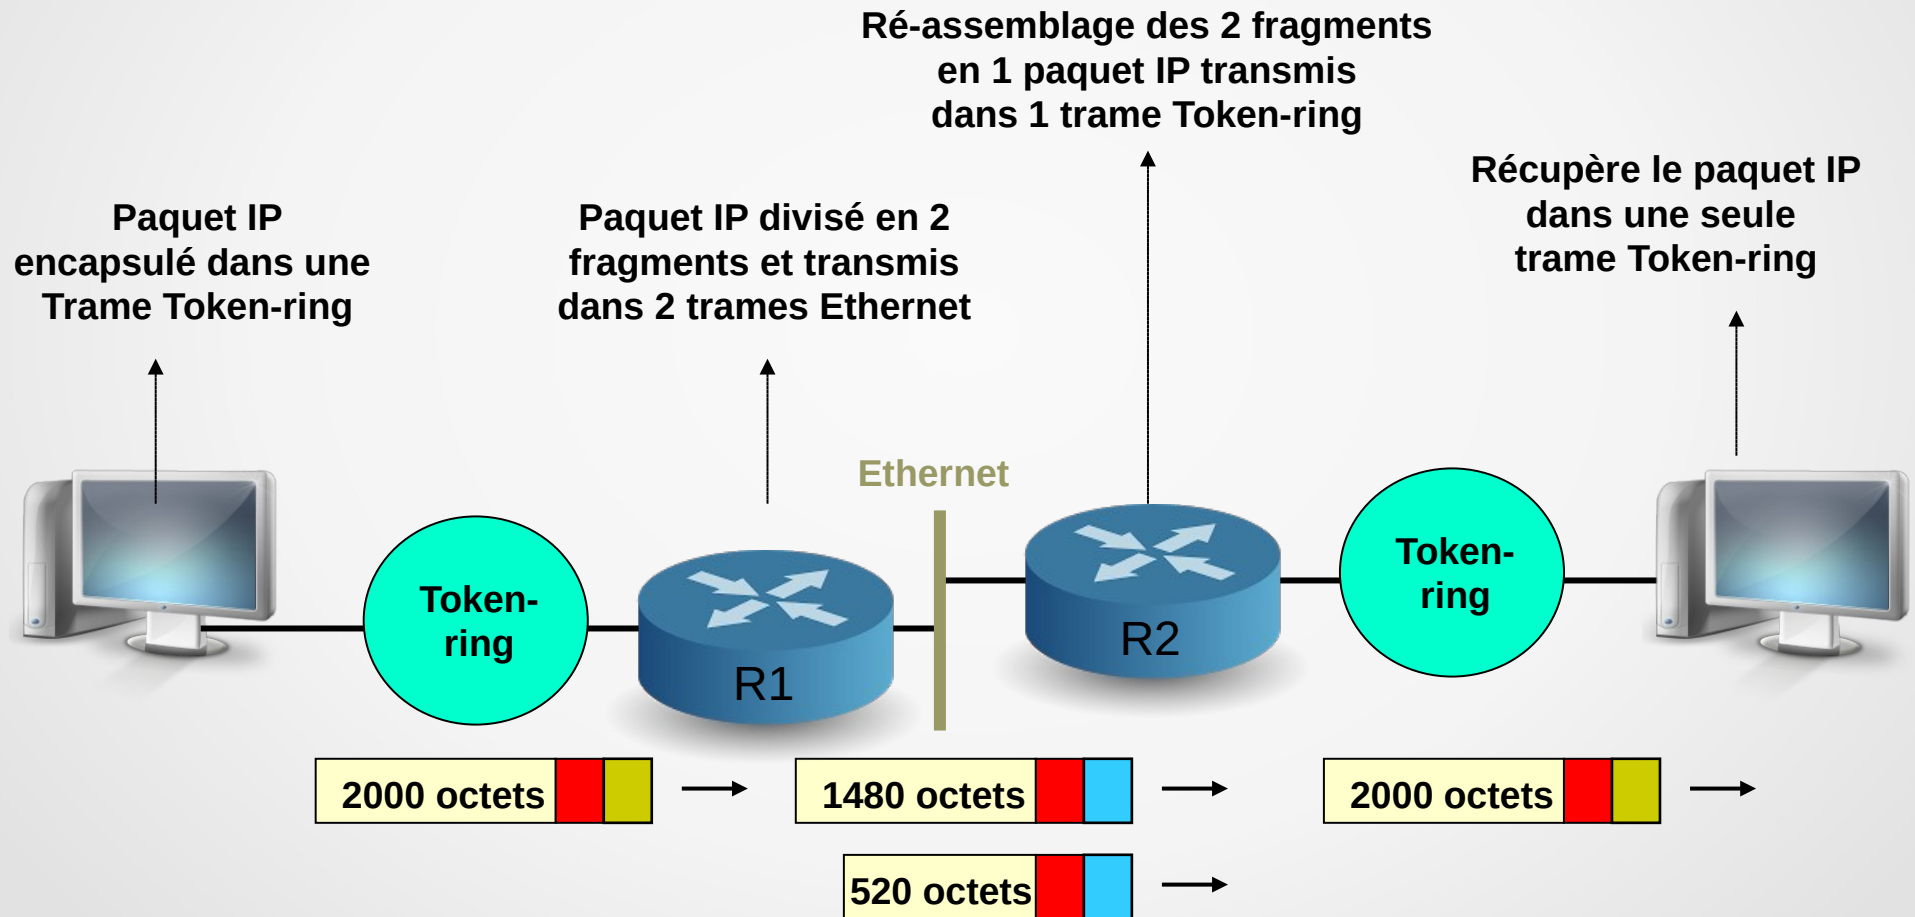 Ré-assemblage des 2 fragments
en 1 paquet IP transmis
dans 1 trame Token-ring
Récupère le paquet IP
dans une seule
trame Token-ring
Paquet IP
encapsulé dans une
Trame Token-ring
Paquet IP divisé en 2
fragments et transmis
dans 2 trames Ethernet
Ethernet
Token-
ring
R1
R2
Token-
ring
2000 octets
1480 octets
2000 octets
520 octets